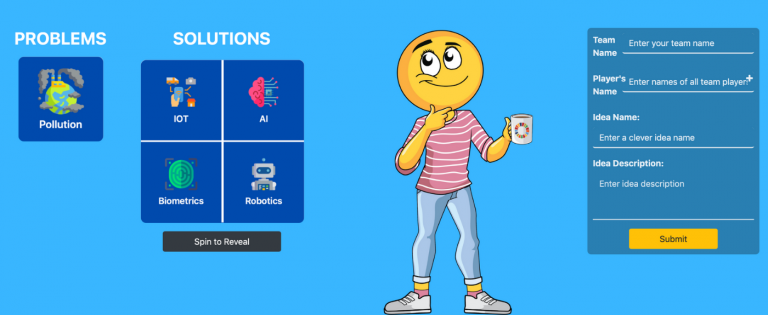 PROBLEMS
SOLUTIONS
Pollution
IOT
AI
Biometrics
Robotics
Spin to Reveal
Team
Name
Enter your team name
Player's
Name
Enter names of all team player
+
Idea Name:
Enter a clever idea name
Idea Description:
Enter idea description
Submit